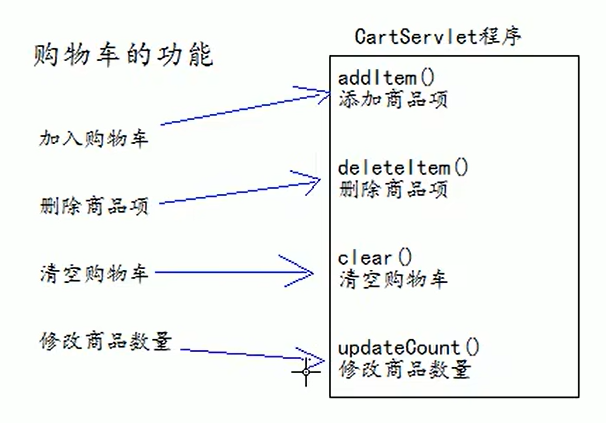 购物车的功能
CartServlet程序
加入购物车
addItem()
添加商品项
删除商品项
deleteItem()
删除商品项
清空购物车
clear()
清空购物车
修改商品数量
updateCount()
修改商品数量